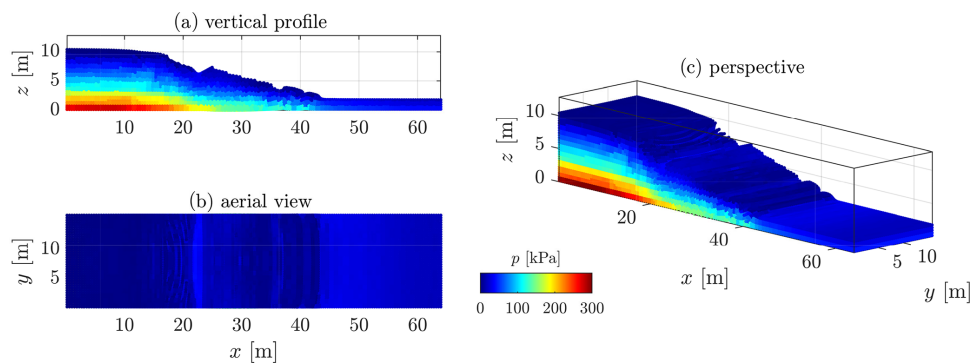 (a) vertical profile
z [m]
10
5
0
10 20 30 40 50 60
(b) aerial view
y [m]
10
5
10 20 30 40 50 60
x [m]
p [kPa]
0 100 200 300
(c) perspective
z [m]
10
5
0
20
40
60
x [m]
5
10
y [m]